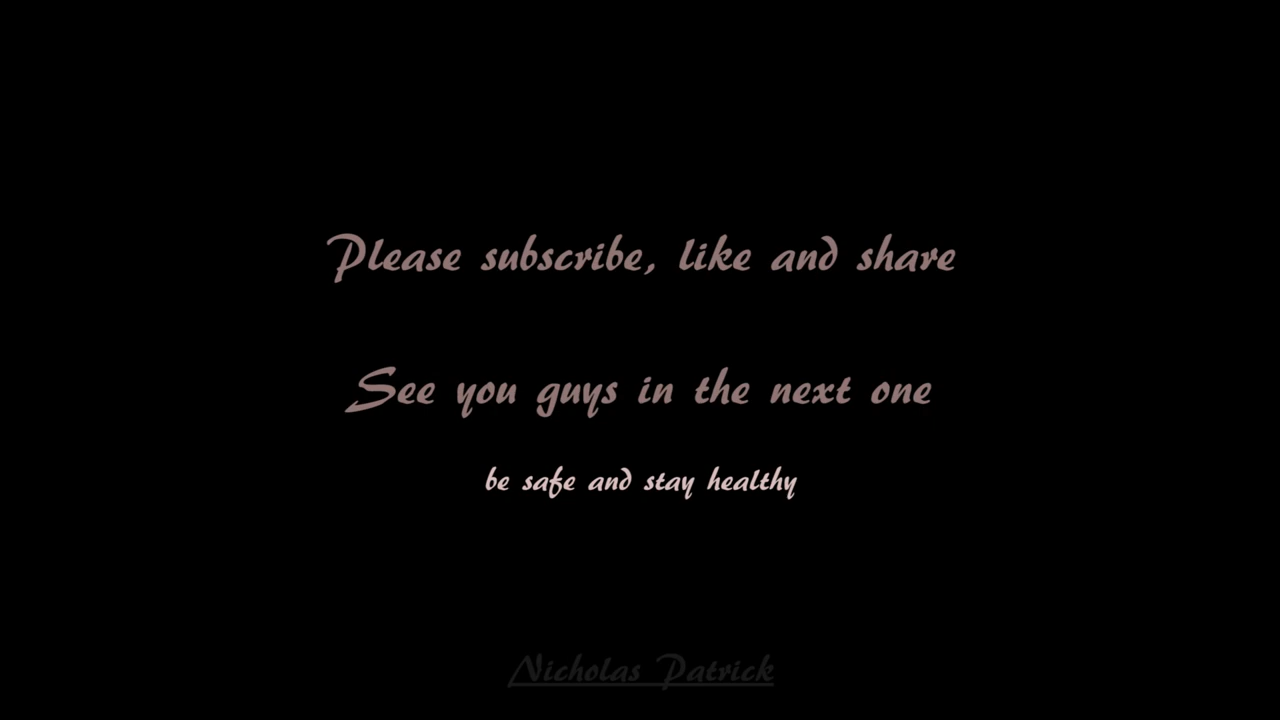 Please subscribe, like and share
See you guys in the next one
be safe and stay healthy
Nicholas Patrick